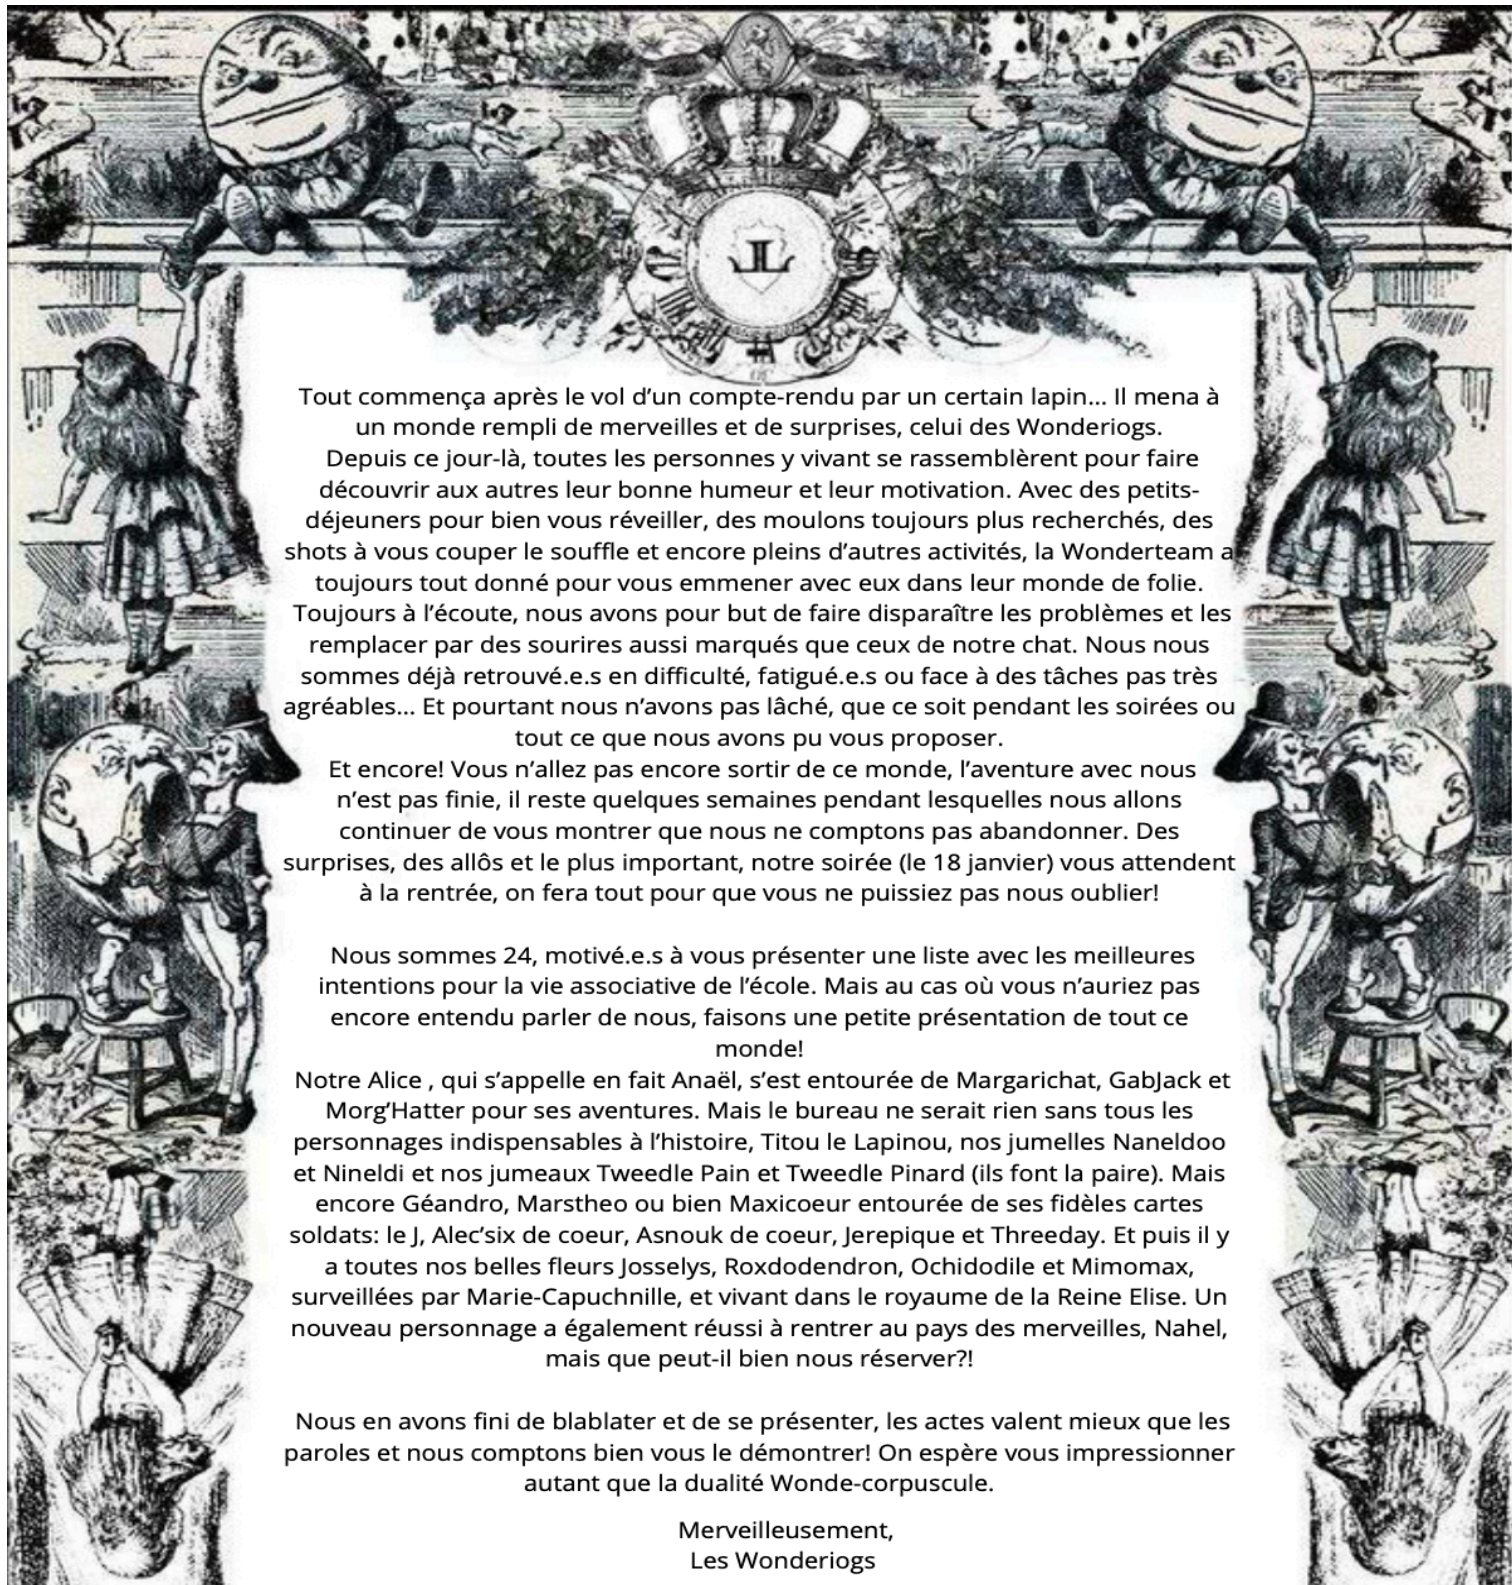 Tout commença après le vol d’un compte-rendu par un certain lapin... Il mena à
un monde rempli de merveilles et de surprises, celui des Wonderiogs.
Depuis ce jour-là, toutes les personnes y vivant se rassemblèrent pour faire
découvrir aux autres leur bonne humeur et leur motivation. Avec des petits-
déjeuners pour bien vous réveiller, des moulons toujours plus recherchés, des
shots à vous couper le souffle et encore pleins d’autres activités, la Wonderteam a
toujours tout donné pour vous emmener avec eux dans leur monde de folie.
Toujours à l’écoute, nous avons pour but de faire disparaître les problèmes et les
remplacer par des sourires aussi marqués que ceux de notre chat. Nous nous
sommes déjà retrouvé.e.s en difficulté, fatigué.e.s ou face à des tâches pas très
agréables... Et pourtant nous n’avons pas lâché, que ce soit pendant les soirées ou
tout ce que nous avons pu vous proposer.
Et encore! Vous n’allez pas encore sortir de ce monde, l’aventure avec nous
n’est pas finie, il reste quelques semaines pendant lesquelles nous allons
continuer de vous montrer que nous ne comptons pas abandonner. Des
surprises, des allôs et le plus important, notre soirée (le 18 janvier) vous attendent
à la rentrée, on fera tout pour que vous ne puissiez pas nous oublier!
Nous sommes 24, motivé.e.s à vous présenter une liste avec les meilleures
intentions pour la vie associative de l’école. Mais au cas où vous n’auriez pas
encore entendu parler de nous, faisons une petite présentation de tout ce
monde!
Notre Alice , qui s’appelle en fait Anaël, s’est entourée de Margarichat, GabJack et
Morg’Hatter pour ses aventures. Mais le bureau ne serait rien sans tous les
personnages indispensables à l’histoire, Titou le Lapinou, nos jumelles Naneldoo
et Nineldi et nos jumeaux Tweedle Pain et Tweedle Pinard (ils font la paire). Mais
encore Géandro, Marstheo ou bien Maxicoeur entourée de ses fidèles cartes
soldats: le J, Alec’six de coeur, Asnouk de coeur, Jerepique et Threeday. Et puis il y
a toutes nos belles fleurs Josselys, Roxdodendron, Ochidodile et Mimomax,
surveillées par Marie-Capuchnille, et vivant dans le royaume de la Reine Elise. Un
nouveau personnage a également réussi à rentrer au pays des merveilles, Nahel,
mais que peut-il bien nous réserver?!
Nous en avons fini de blablater et de se présenter, les actes valent mieux que les
paroles et nous comptons bien vous le démontrer! On espère vous impressionner
autant que la dualité Wonde-corpuscule.
Merveilleusement,
Les Wonderiogs